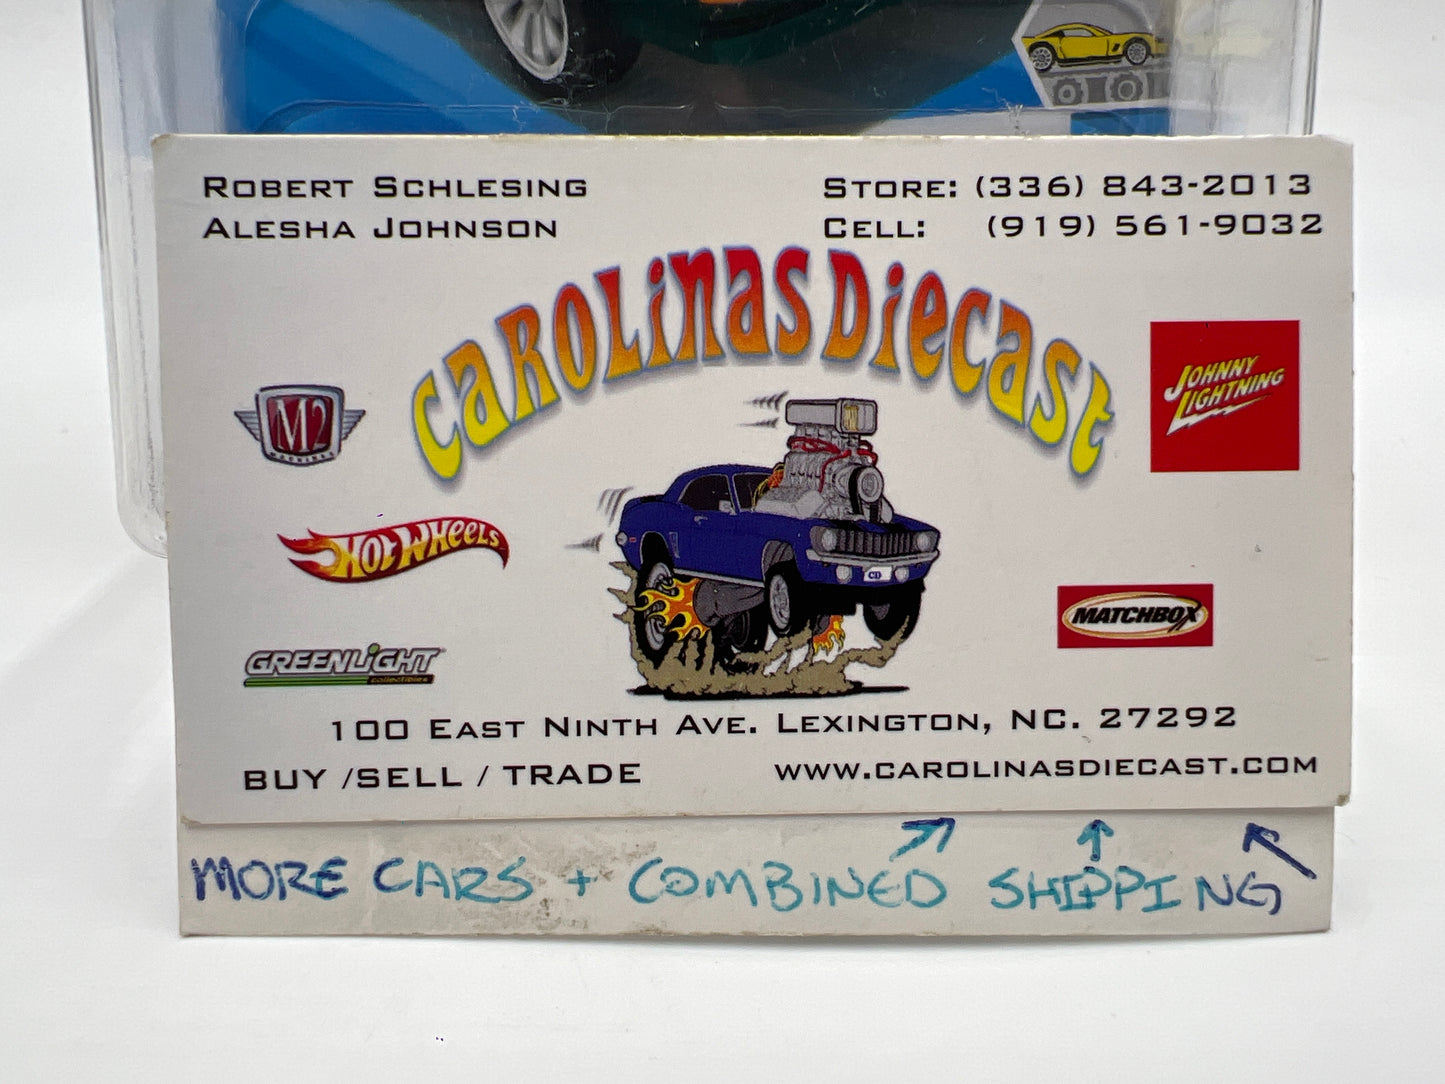 ROBERT SCHLESING
ALESHA JOHNSON
STORE: (336) 843-2013
CELL: (919) 561-9032
CAROLINAS DIECAST
M2
MACHINES
JOHNNY
LIGHTNING
HOT WHEELS
CD
MATCHBOX
GREENLIGHT
collectibles
100 EAST NINTH AVE. LEXINGTON, NC. 27292
BUY /SELL / TRADE
WWW.CAROLINASDIECAST.COM
MORE CARS + COMBINED SHIPPING